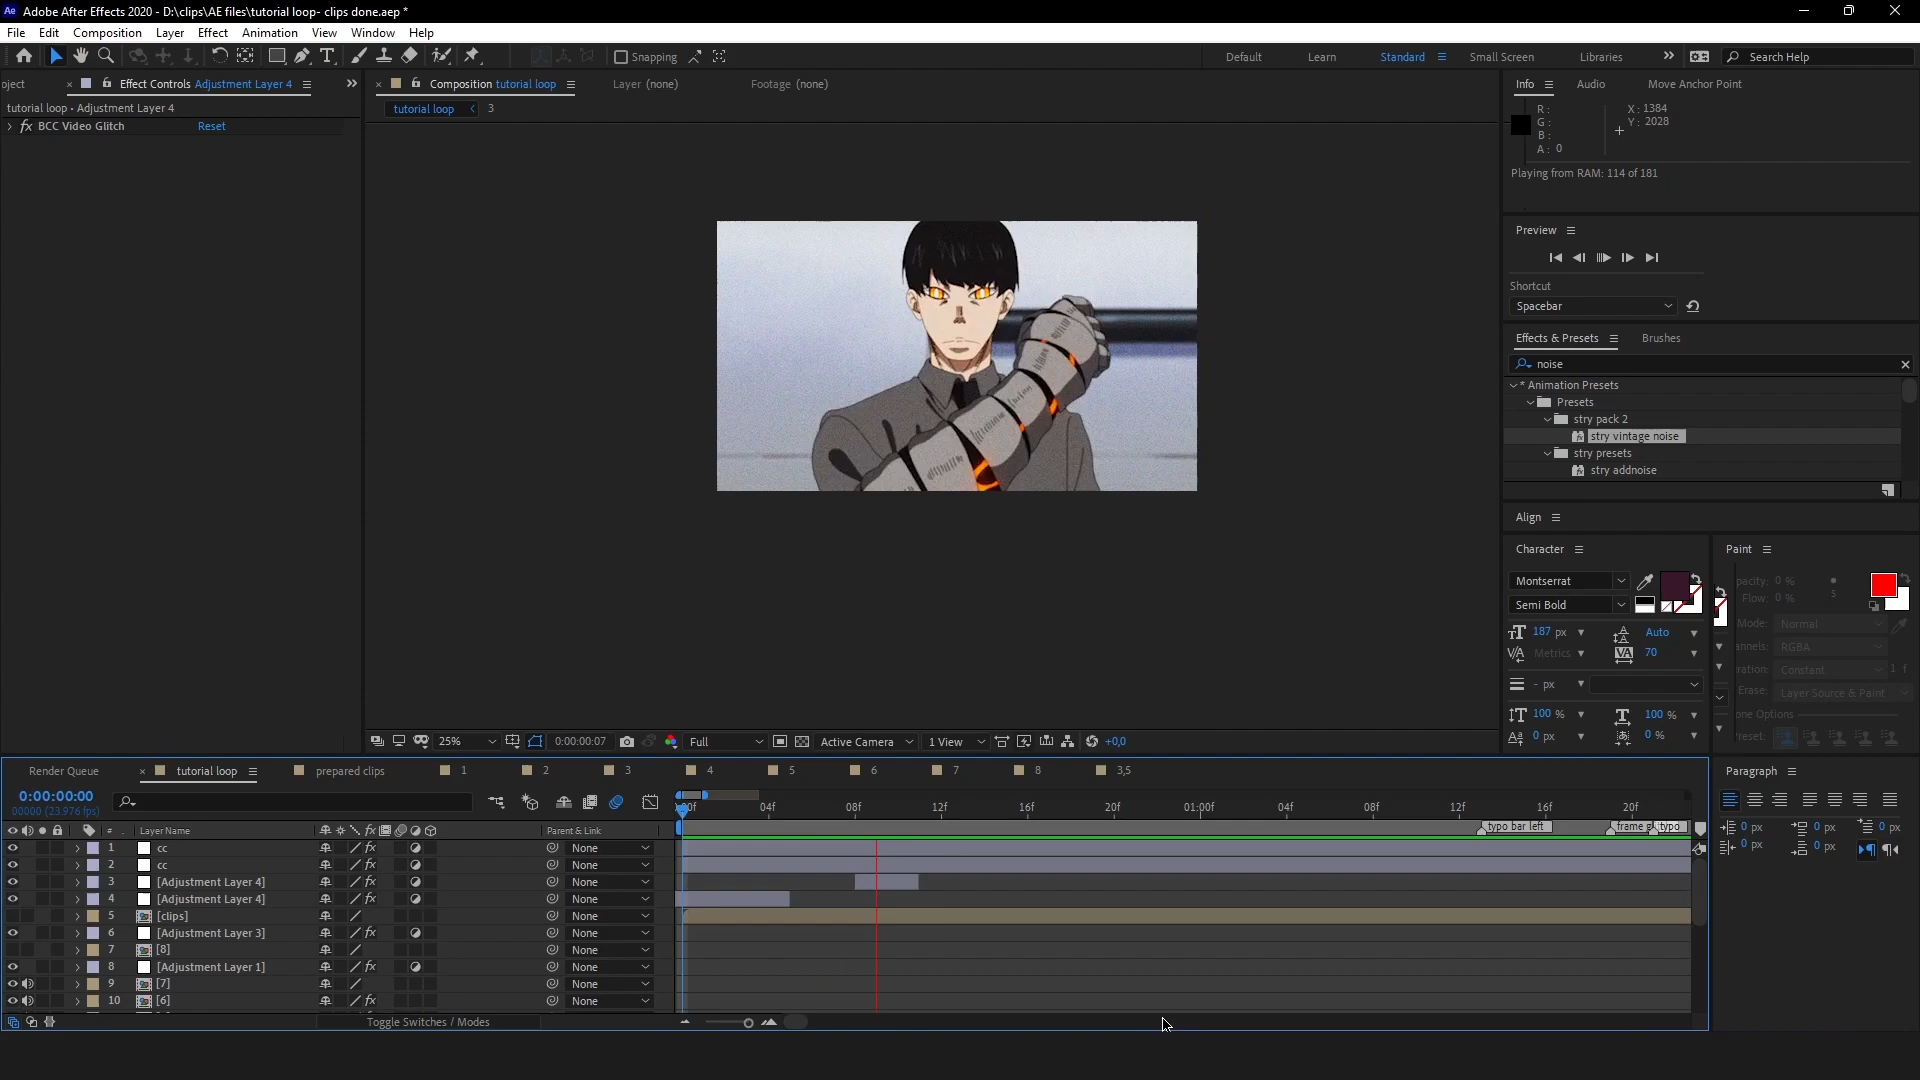 Adobe After Effects 2020 - D:\clips\AE files\tutorial loop- clips done.aep *
File Edit Composition Layer Effect Animation View Window Help
Snapping
Default Learn Standard Small Screen Libraries Search Help
oject Effect Controls Adjustment Layer 4
tutorial loop • Adjustment Layer 4
fx BCC Video Glitch Reset
Composition tutorial loop Layer (none) Footage (none)
tutorial loop < 3
Info Audio Move Anchor Point
R:
G:
B:
A: 0
X: 1384
Y: 2028
Playing from RAM: 114 of 181
Preview
Shortcut
Spacebar
Effects & Presets Brushes
noise
* Animation Presets
Presets
stry pack 2
stry vintage noise
stry presets
stry addnoise
Align
Character
Montserrat
Semi Bold
187 px Auto
Metrics 70
- px
100 % 100 %
0 px 0 %
Paint
pacity: 0 %
Flow: 0 %
5
Mode: Normal
annels: RGBA
ration: Constant 1 f
Erase: Layer Source & Paint
one Options
Preset:
25% 0:00:00:07 Full Active Camera 1 View +0,0
Render Queue tutorial loop prepared clips 1 2 3 4 5 6 7 8 3,5
0:00:00:00
00000 (23.976 fps)
:00f 04f 08f 12f 16f 20f 01:00f 04f 08f 12f 16f 20f
# Layer Name Parent & Link
typo bar left frame gl typo
1 cc None
2 cc None
3 [Adjustment Layer 4] fx None
4 [Adjustment Layer 4] fx None
5 [clips] None
6 [Adjustment Layer 3] fx None
7 [8] None
8 [Adjustment Layer 1] fx None
9 [7] None
10 [6] fx None
Toggle Switches / Modes
Paragraph
0 px 0 px 0 px
0 px 0 px